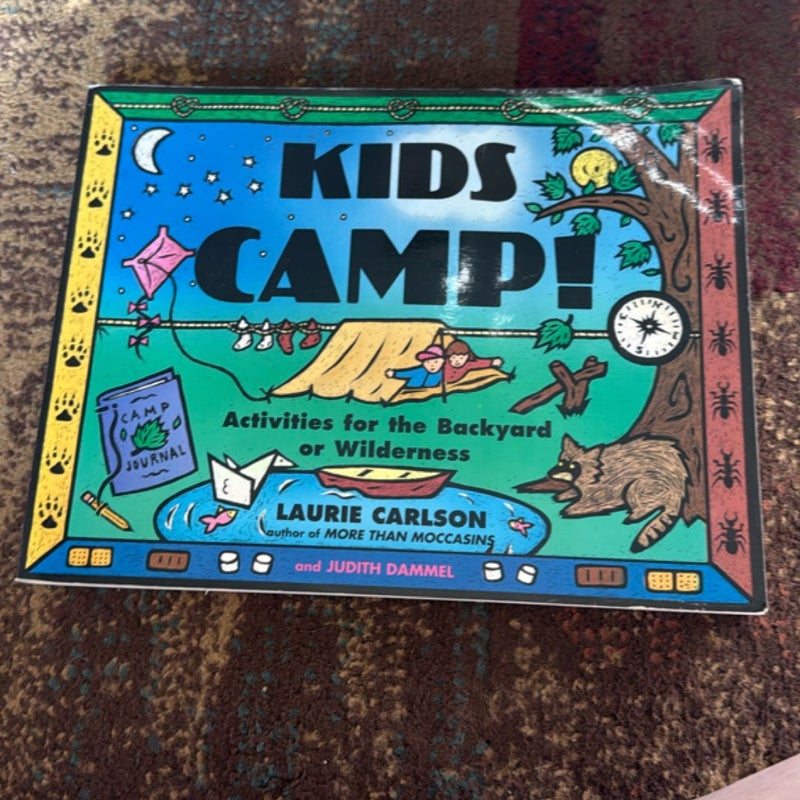 KIDS
CAMP!
CAMP
JOURNAL
Activities for the Backyard
or Wilderness
LAURIE CARLSON
author of MORE THAN MOCCASINS
and JUDITH DAMMEL